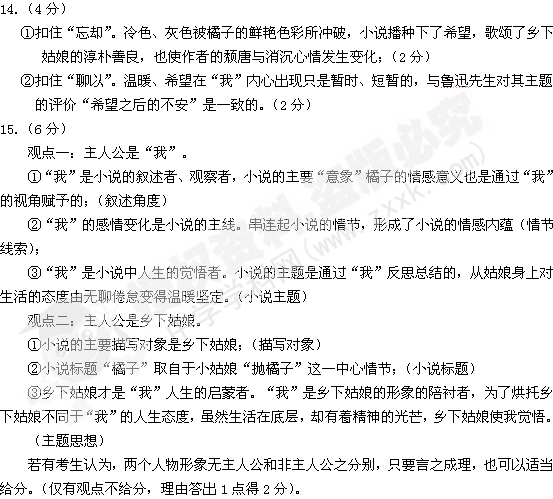 14.（4分）
①扣住“忘却”。冷色、灰色被橘子的鲜艳色彩所冲破，小说播种下了希望，歌颂了乡下
姑娘的淳朴善良，也使作者的颓唐与消沉心情发生变化；（2分）
②扣住“聊以”。温暖、希望在“我”内心出现只是暂时、短暂的，与鲁迅先生对其主题
的评价“希望之后的不安”是一致的。（2分）
15.（6分）
观点一：主人公是“我”。
①“我”是小说的叙述者、观察者，小说的主要“意象”橘子的情感意义也是通过“我”
的视角赋予的；（叙述角度）
②“我”的感情变化是小说的主线。串连起小说的情节，形成了小说的情感内蕴（情节
线索）；
③“我”是小说中人生的觉悟者。小说的主题是通过“我”反思总结的，从姑娘身上对
生活的态度由无聊倦怠变得温暖坚定。（小说主题）
观点二：主人公是乡下姑娘。
①小说的主要描写对象是乡下姑娘；（描写对象）
②小说标题“橘子”取自于小姑娘“抛橘子”这一中心情节；（小说标题）
③乡下姑娘才是“我”人生的启蒙者。“我”是乡下姑娘的形象的陪衬者，为了烘托乡
下姑娘不同于“我”的人生态度，虽然生活在底层，却有着精神的光芒，乡下姑娘使我觉悟。
（主题思想）
若有考生认为，两个人物形象无主人公和非主人公之分别，只要言之成理，也可以适当
给分。（仅有观点不给分，理由答出1点得2分）。